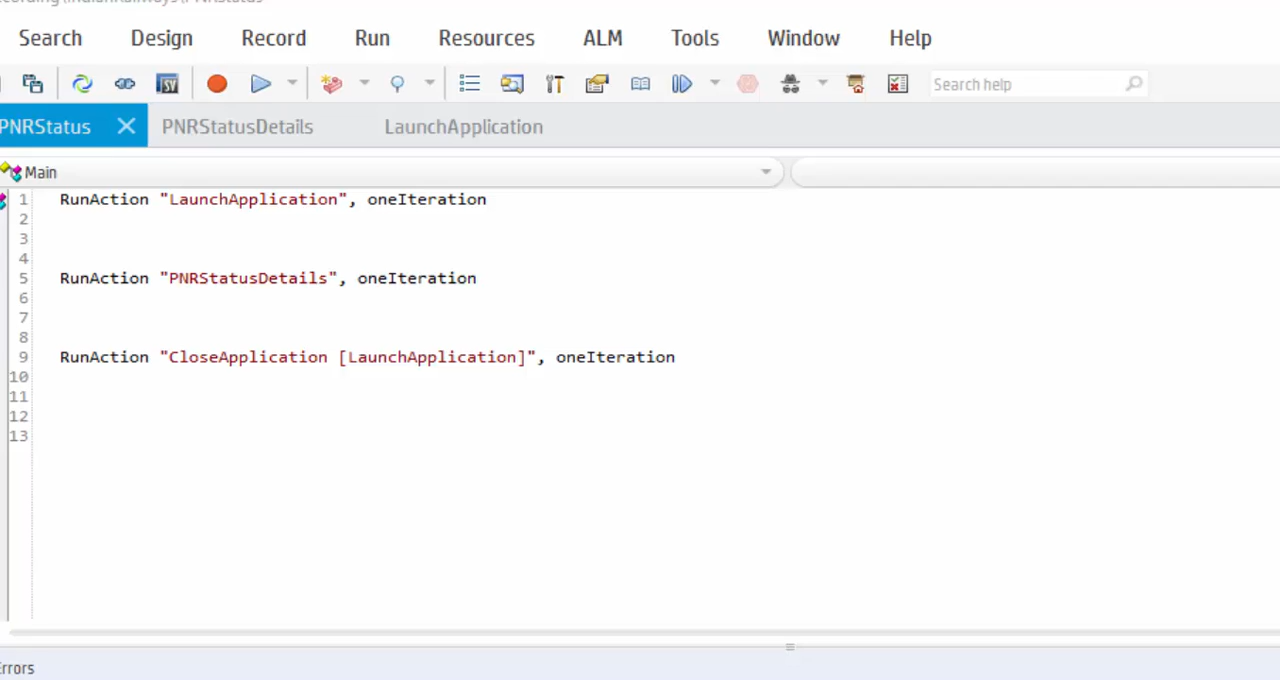 Search Design Record Run Resources ALM Tools Window Help
SV Search help
PNRStatus PNRStatusDetails LaunchApplication
Main
1 RunAction "LaunchApplication", oneIteration
2
3
4
5 RunAction "PNRStatusDetails", oneIteration
6
7
8
9 RunAction "CloseApplication [LaunchApplication]", oneIteration
10
11
12
13
Errors